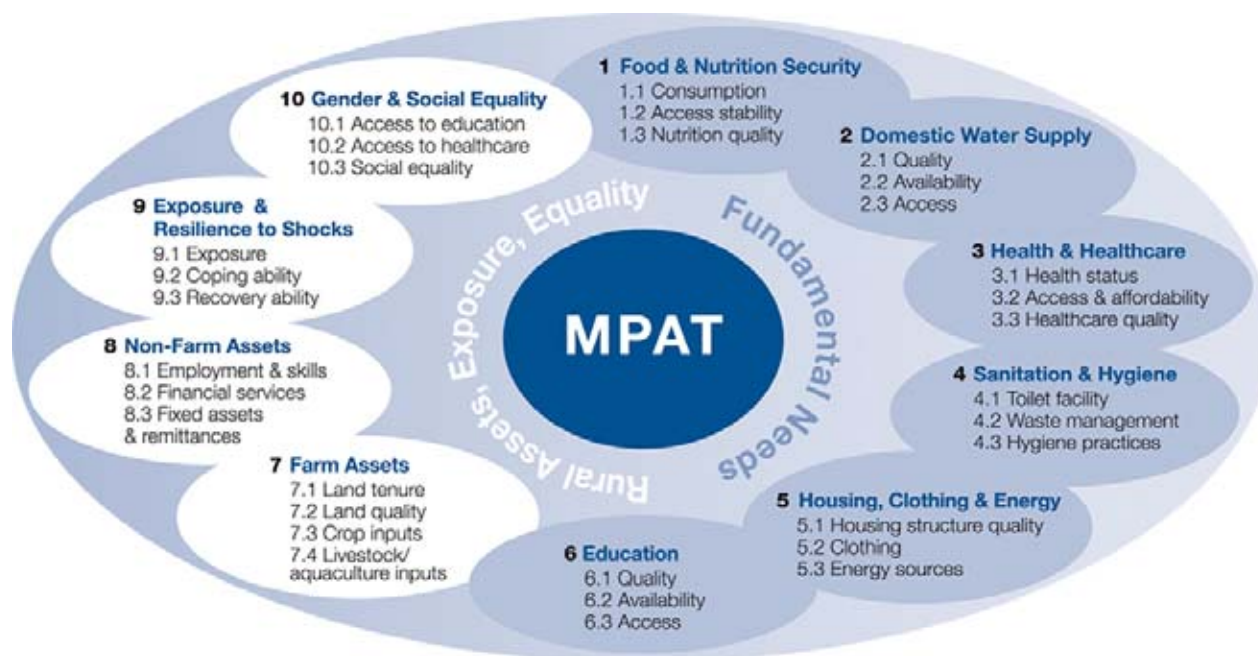 1 Food & Nutrition Security
1.1 Consumption
1.2 Access stability
1.3 Nutrition quality
2 Domestic Water Supply
2.1 Quality
2.2 Availability
2.3 Access
3 Health & Healthcare
3.1 Health status
3.2 Access & affordability
3.3 Healthcare quality
4 Sanitation & Hygiene
4.1 Toilet facility
4.2 Waste management
4.3 Hygiene practices
5 Housing, Clothing & Energy
5.1 Housing structure quality
5.2 Clothing
5.3 Energy sources
6 Education
6.1 Quality
6.2 Availability
6.3 Access
7 Farm Assets
7.1 Land tenure
7.2 Land quality
7.3 Crop inputs
7.4 Livestock/
aquaculture inputs
8 Non-Farm Assets
8.1 Employment & skills
8.2 Financial services
8.3 Fixed assets
& remittances
9 Exposure &
Resilience to Shocks
9.1 Exposure
9.2 Coping ability
9.3 Recovery ability
10 Gender & Social Equality
10.1 Access to education
10.2 Access to healthcare
10.3 Social equality
Rural Assets, Exposure, Equality
Fundamental Needs
MPAT